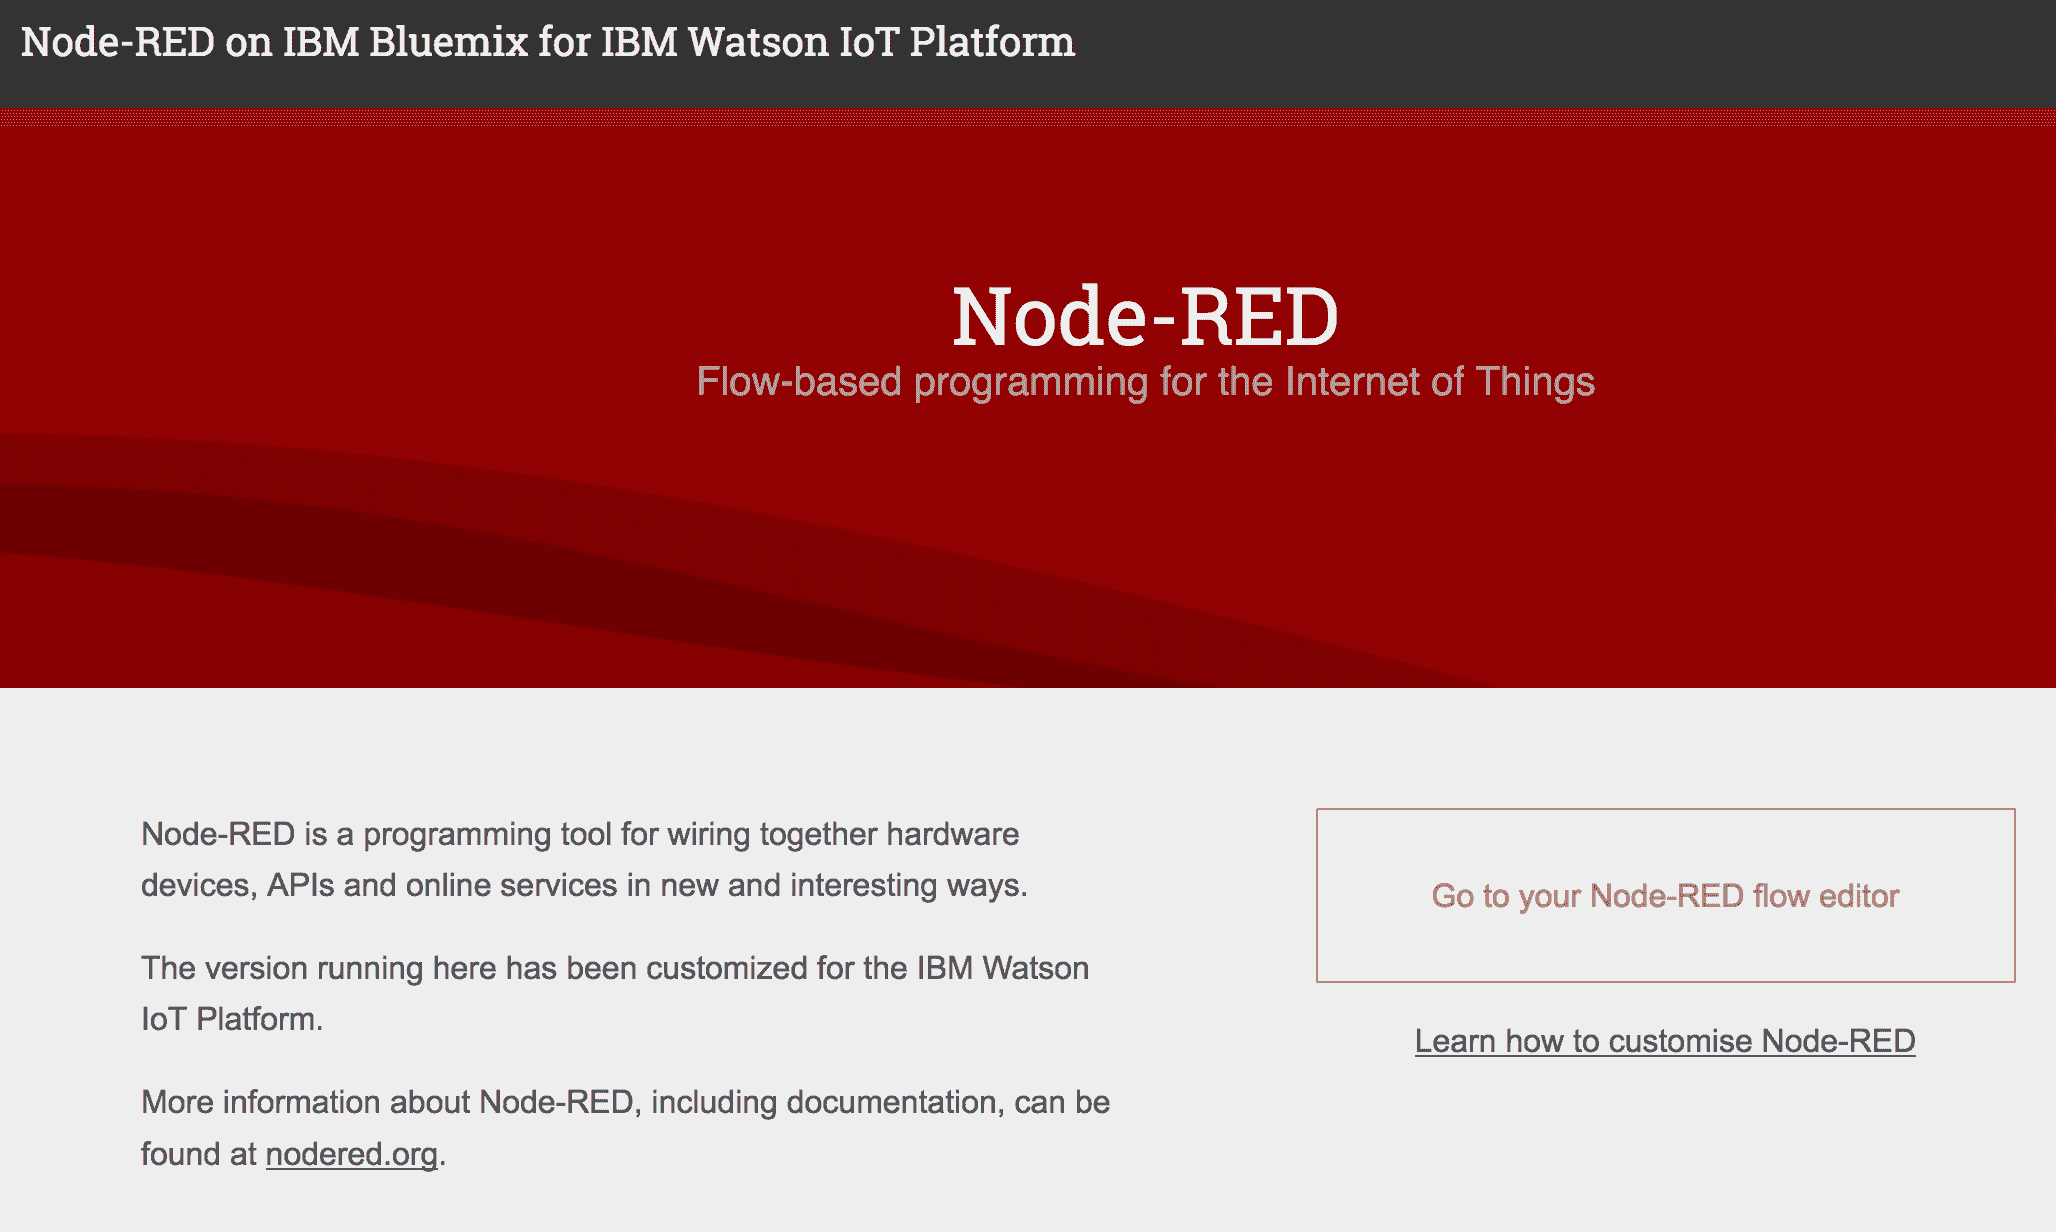 Node-RED on IBM Bluemix for IBM Watson IoT Platform
Node-RED
Flow-based programming for the Internet of Things
Node-RED is a programming tool for wiring together hardware
devices, APIs and online services in new and interesting ways.
The version running here has been customized for the IBM Watson
IoT Platform.
More information about Node-RED, including documentation, can be
found at nodered.org.
Go to your Node-RED flow editor
Learn how to customise Node-RED